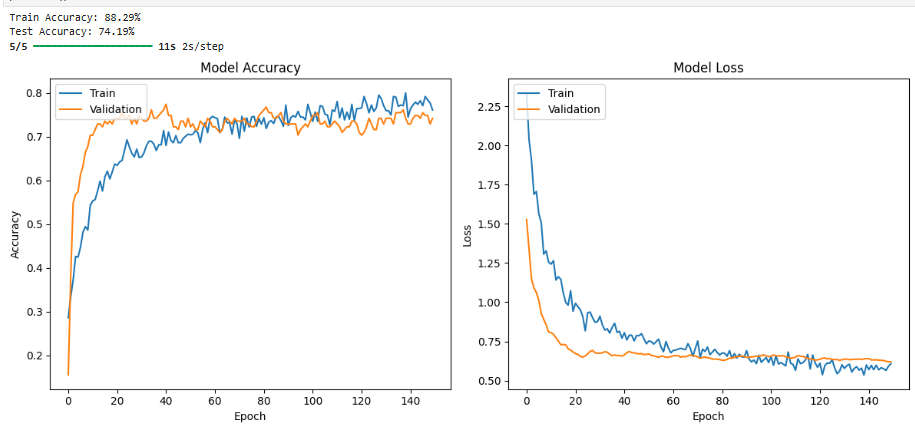 Train Accuracy: 88.29%
Test Accuracy: 74.19%
5/5 ━━━━━━━━━━━━━━━━━━━━ 11s 2s/step
Model Accuracy
Train
Validation
0.8
0.7
0.6
0.5
0.4
0.3
0.2
Accuracy
0 20 40 60 80 100 120 140
Epoch
Model Loss
Train
Validation
2.25
2.00
1.75
1.50
1.25
1.00
0.75
0.50
Loss
0 20 40 60 80 100 120 140
Epoch